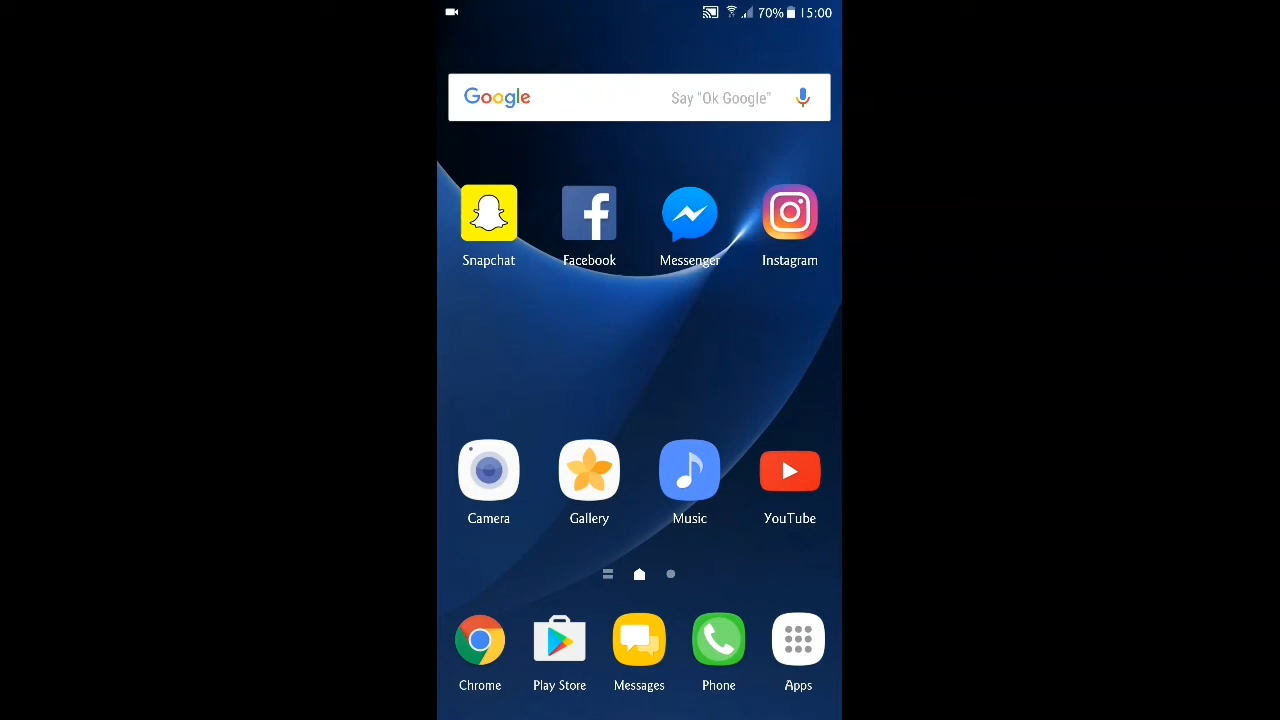 70% 15:00
Google Say "Ok Google"
Snapchat Facebook Messenger Instagram
Camera Gallery Music YouTube
Chrome Play Store Messages Phone Apps